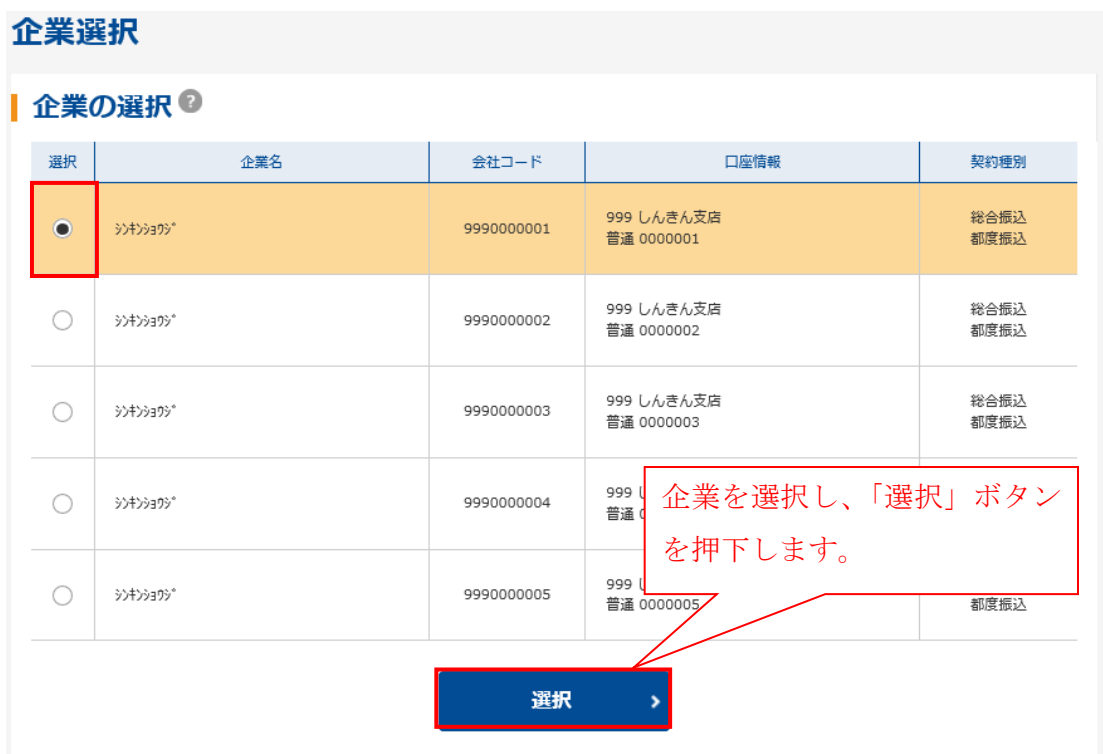 企業選択
企業の選択 ?
選択 企業名 会社コード 口座情報 契約種別
ｼﾝｷﾝｼｮｳｼﾞ 9990000001 999 しんきん支店 総合振込
普通 0000001 都度振込
ｼﾝｷﾝｼｮｳｼﾞ 9990000002 999 しんきん支店 総合振込
普通 0000002 都度振込
ｼﾝｷﾝｼｮｳｼﾞ 9990000003 999 しんきん支店 総合振込
普通 0000003 都度振込
ｼﾝｷﾝｼｮｳｼﾞ 9990000004 999
普通
ｼﾝｷﾝｼｮｳｼﾞ 9990000005 999
普通 0000005 都度振込
企業を選択し、「選択」ボタン
を押下します。
選択